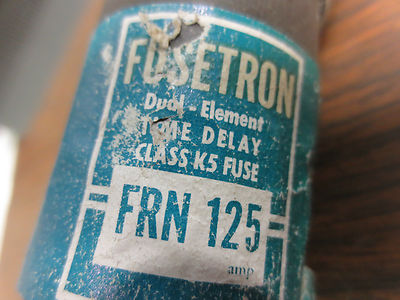 FUSETRON
Dual-Element
TIME DELAY
CLASS K5 FUSE
FRN 125
amp